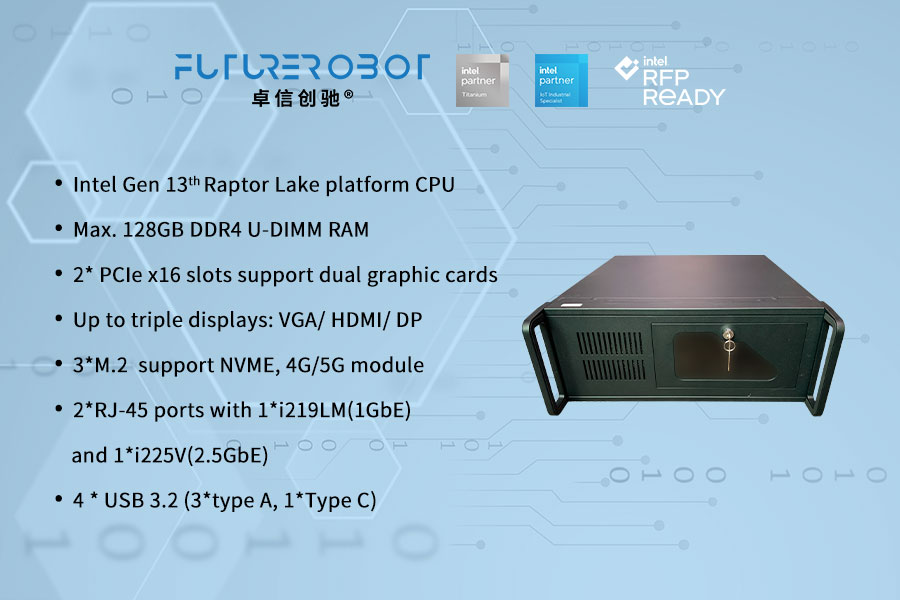 FUTUREROBOT
卓信创驰®
intel
partner
Titanium
intel
partner
IoT Industrial
Specialist
intel
RFP
READY
• Intel Gen 13th Raptor Lake platform CPU
• Max. 128GB DDR4 U-DIMM RAM
• 2* PCIe x16 slots support dual graphic cards
• Up to triple displays: VGA/ HDMI/ DP
• 3*M.2 support NVME, 4G/5G module
• 2*RJ-45 ports with 1*i219LM(1GbE)
and 1*i225V(2.5GbE)
• 4 * USB 3.2 (3*type A, 1*Type C)